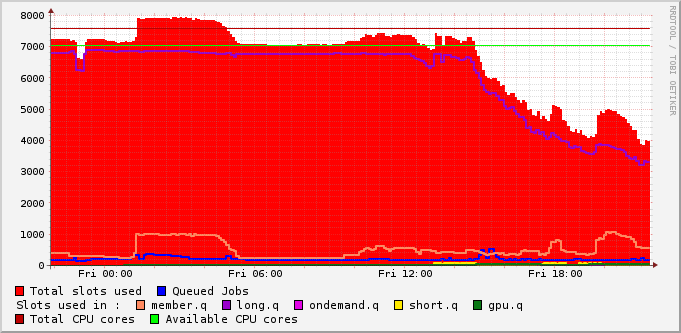 8000
7000
6000
5000
4000
3000
2000
1000
0
Fri 00:00 Fri 06:00 Fri 12:00 Fri 18:00
RRDTOOL / TOBI OETIKER
Total slots used Queued Jobs
Slots used in : member.q long.q ondemand.q short.q gpu.q
Total CPU cores Available CPU cores